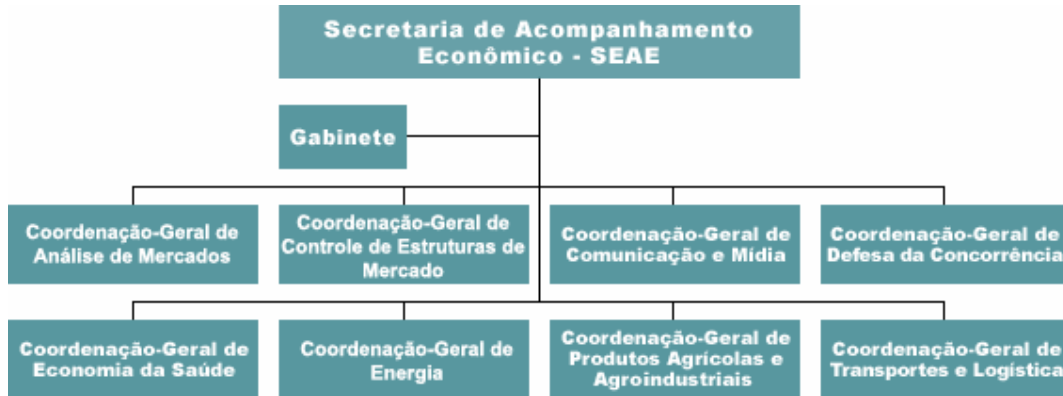 Secretaria de Acompanhamento
Econômico - SEAE
Gabinete
Coordenação-Geral de
Análise de Mercados
Coordenação-Geral de
Controle de Estruturas de
Mercado
Coordenação-Geral de
Comunicação e Mídia
Coordenação-Geral de
Defesa da Concorrência
Coordenação-Geral de
Economia da Saúde
Coordenação-Geral de
Energia
Coordenação-Geral de
Produtos Agrícolas e
Agroindustriais
Coordenação-Geral de
Transportes e Logística